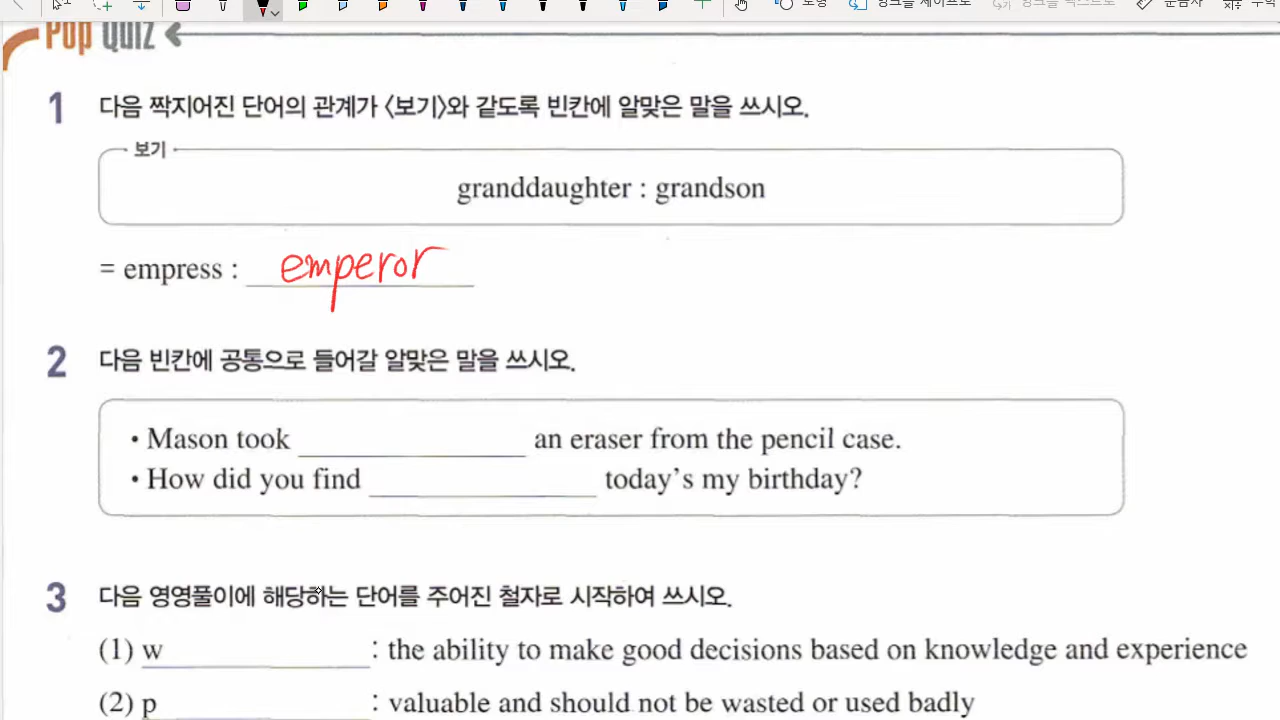 Pop Quiz
1 다음 짝지어진 단어의 관계가 〈보기〉와 같도록 빈칸에 알맞은 말을 쓰시오.
보기
granddaughter : grandson
= empress : emperor
2 다음 빈칸에 공통으로 들어갈 알맞은 말을 쓰시오.
• Mason took ____ an eraser from the pencil case.
• How did you find ____ today's my birthday?
3 다음 영영풀이에 해당하는 단어를 주어진 철자로 시작하여 쓰시오.
(1) w ____ : the ability to make good decisions based on knowledge and experience
(2) p ____ : valuable and should not be wasted or used badly